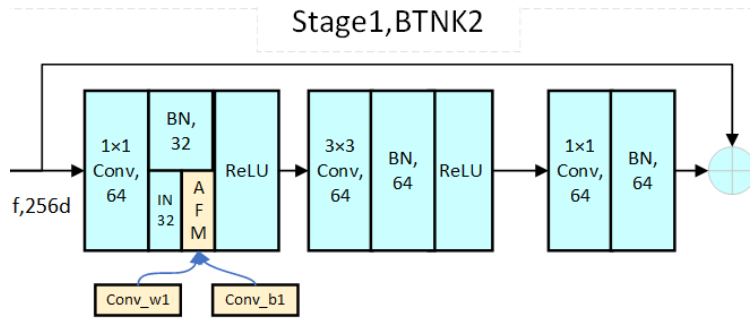 Stage1,BTNK2
f,256d
1×1
Conv,
64
BN,
32
IN
32
A
F
M
ReLU
3×3
Conv,
64
BN,
64
ReLU
1×1
Conv,
64
BN,
64
Conv_w1
Conv_b1